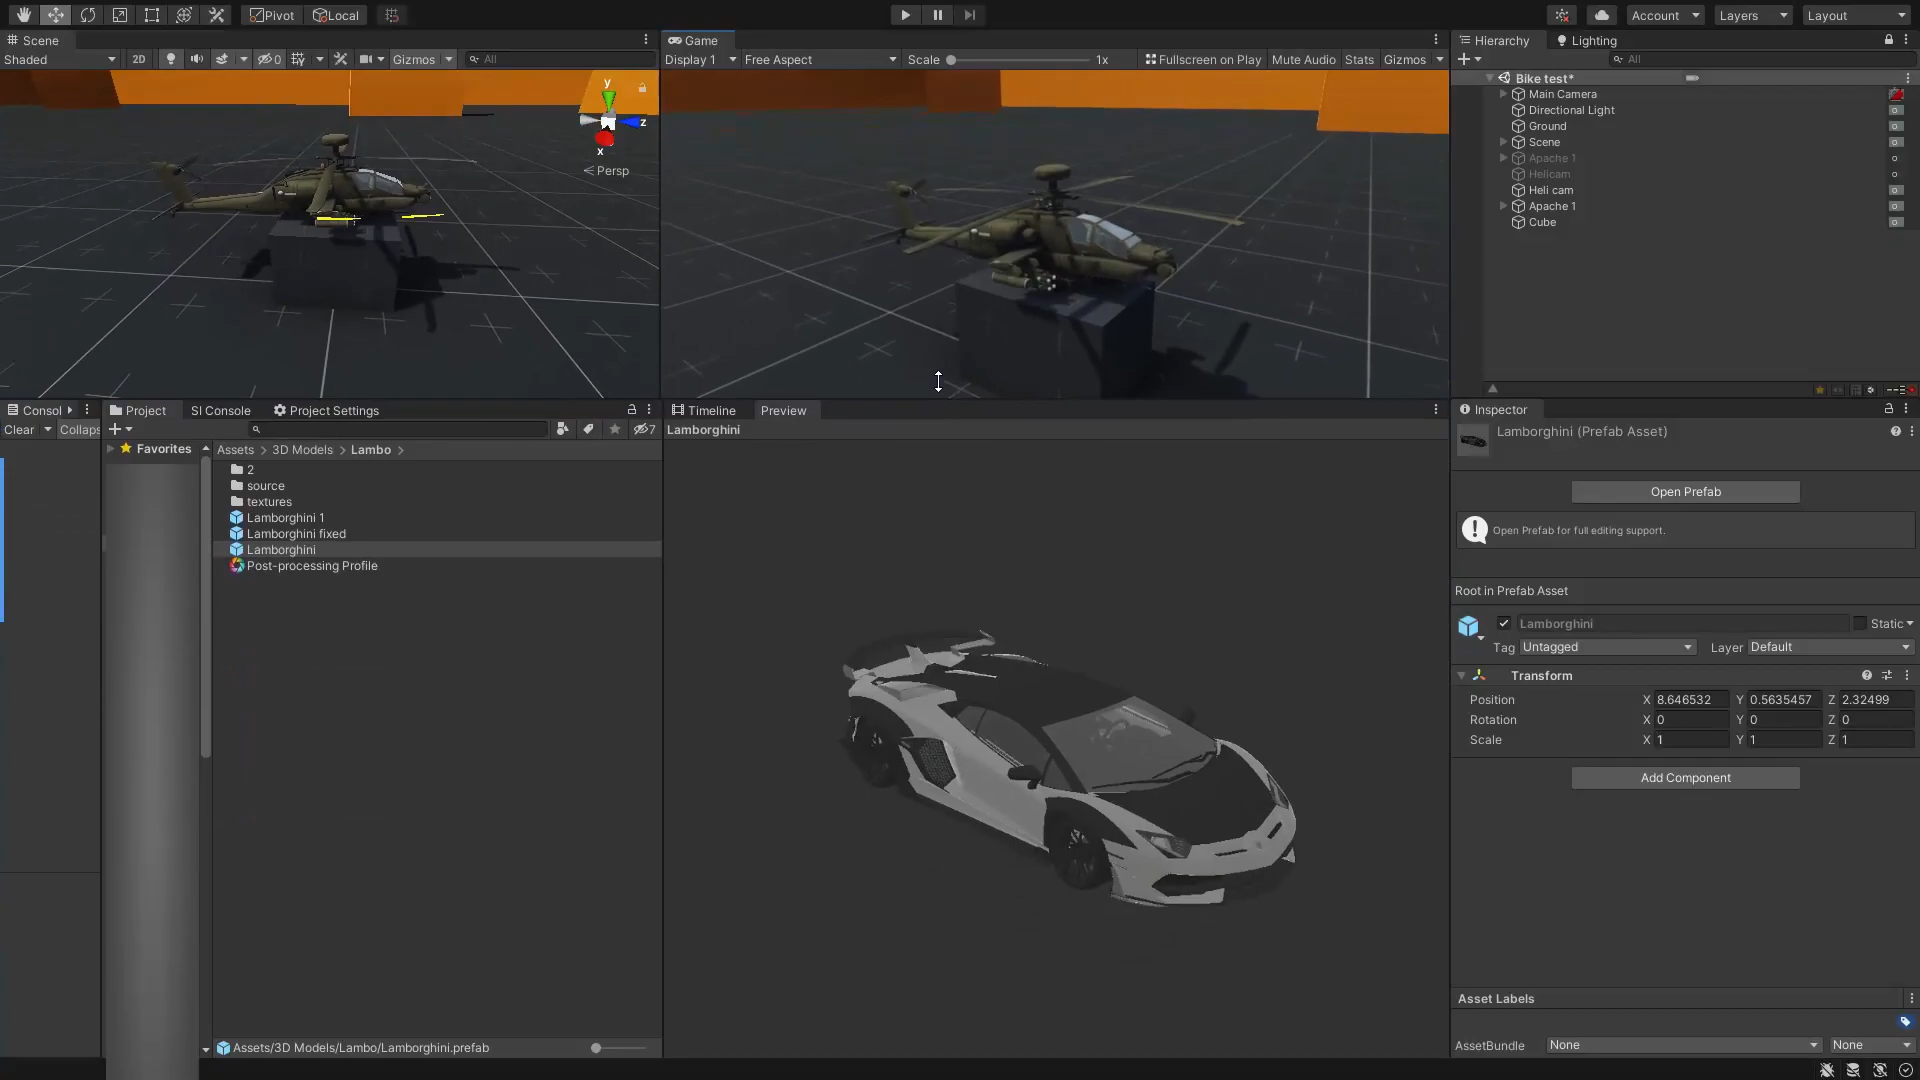 Pivot Local Account Layers Layout
Scene Game Hierarchy Lighting
Shaded 2D 0 Gizmos All Display 1 Free Aspect Scale 1x Fullscreen on Play Mute Audio Stats Gizmos All
Bike test*
Main Camera
Directional Light
Ground
Scene
Apache 1
Helicam
Heli cam
Apache 1
Cube
y
z
x
Persp
Consol Project SI Console Project Settings Timeline Preview Inspector
Clear Collaps 7 Lamborghini
Lamborghini (Prefab Asset)
Favorites Assets 3D Models Lambo
2
source
textures
Lamborghini 1
Lamborghini fixed
Lamborghini
Post-processing Profile
Open Prefab
Open Prefab for full editing support.
Root in Prefab Asset
Lamborghini Static
Tag Untagged Layer Default
Transform
Position X 8.646532 Y 0.5635457 Z 2.32499
Rotation X 0 Y 0 Z 0
Scale X 1 Y 1 Z 1
Add Component
Asset Labels
AssetBundle None None
Assets/3D Models/Lambo/Lamborghini.prefab